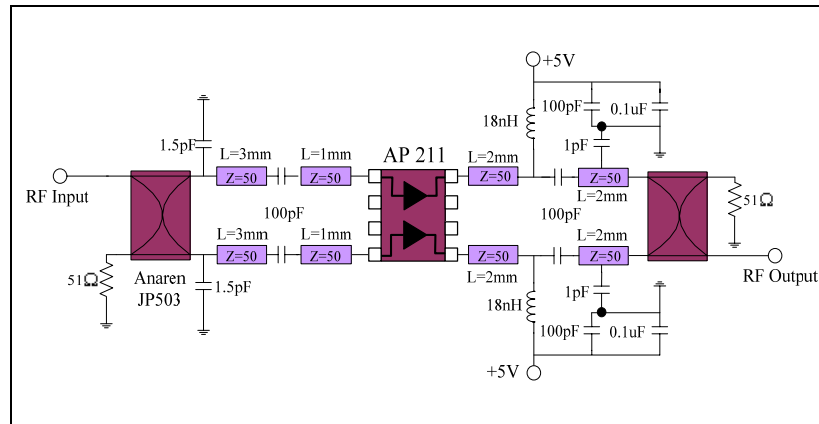 +5V
100pF
0.1uF
18nH
1.5pF
1pF
L=3mm
L=1mm
AP 211
L=2mm
Z=50
Z=50
Z=50
Z=50
RF Input
100pF
100pF
L=2mm
51Ω
L=3mm
L=1mm
L=2mm
Z=50
Z=50
Z=50
Z=50
51Ω
Anaren
JP503
1.5pF
L=2mm
1pF
RF Output
18nH
100pF
0.1uF
+5V